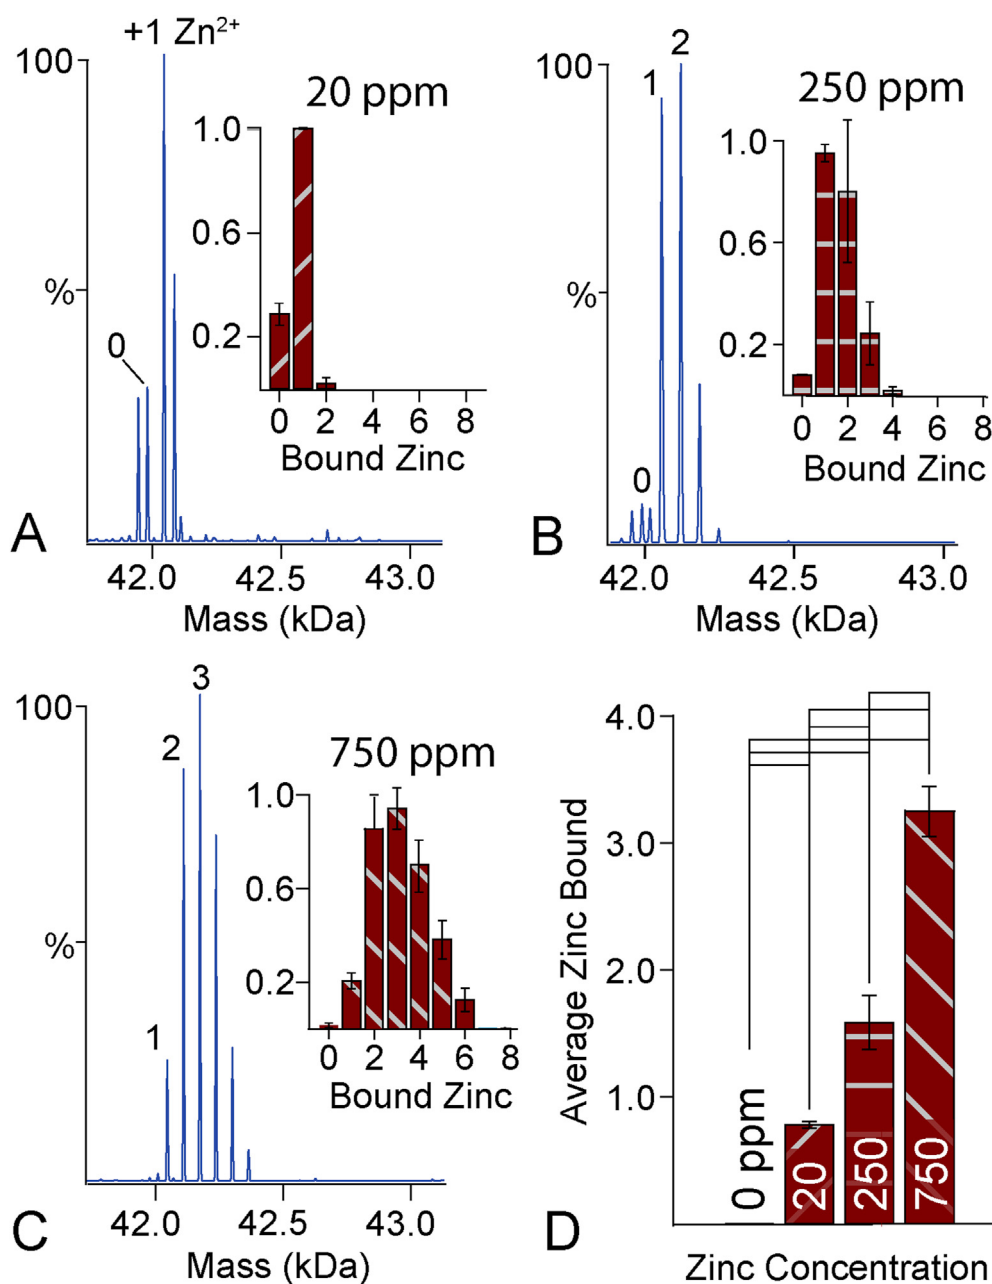 +1 Zn²⁺
100
%
0
20 ppm
1.0
0.6
0.2
0 2 4 6 8
Bound Zinc
A
42.0 42.5 43.0
Mass (kDa)
2
100
1
%
0
250 ppm
1.0
0.6
0.2
0 2 4 6 8
Bound Zinc
B
42.0 42.5 43.0
Mass (kDa)
3
100
2
%
1
750 ppm
1.0
0.6
0.2
0 2 4 6 8
Bound Zinc
C
42.0 42.5 43.0
Mass (kDa)
4.0
3.0
2.0
1.0
Average Zinc Bound
0 ppm
20
250
750
D
Zinc Concentration